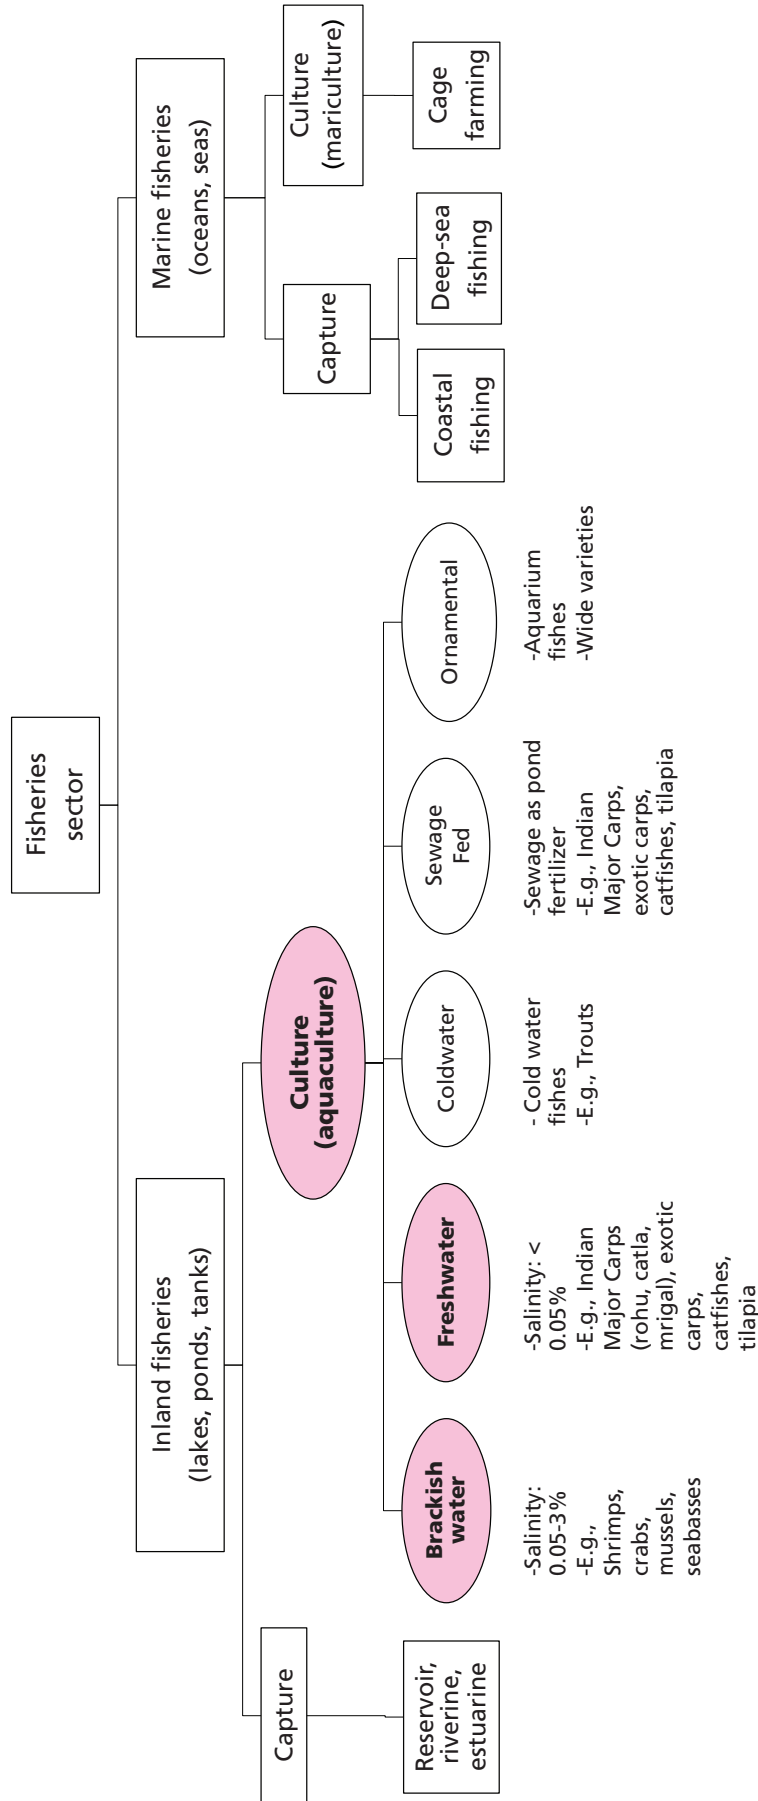 Fisheries
sector
Inland fisheries
(lakes, ponds, tanks)
Marine fisheries
(oceans, seas)
Capture
Culture
(aquaculture)
Capture
Culture
(mariculture)
Reservoir,
riverine,
estuarine
Brackish
water
Freshwater
Coldwater
Sewage
Fed
Ornamental
Coastal
fishing
Deep-sea
fishing
Cage
farming
-Salinity:
0.05-3%
-E.g.,
Shrimps,
crabs,
mussels,
seabasses
-Salinity: <
0.05%
-E.g., Indian
Major Carps
(rohu, catla,
mrigal), exotic
carps,
catfishes,
tilapia
- Cold water
fishes
-E.g., Trouts
-Sewage as pond
fertilizer
-E.g., Indian
Major Carps,
exotic carps,
catfishes, tilapia
-Aquarium
fishes
-Wide varieties